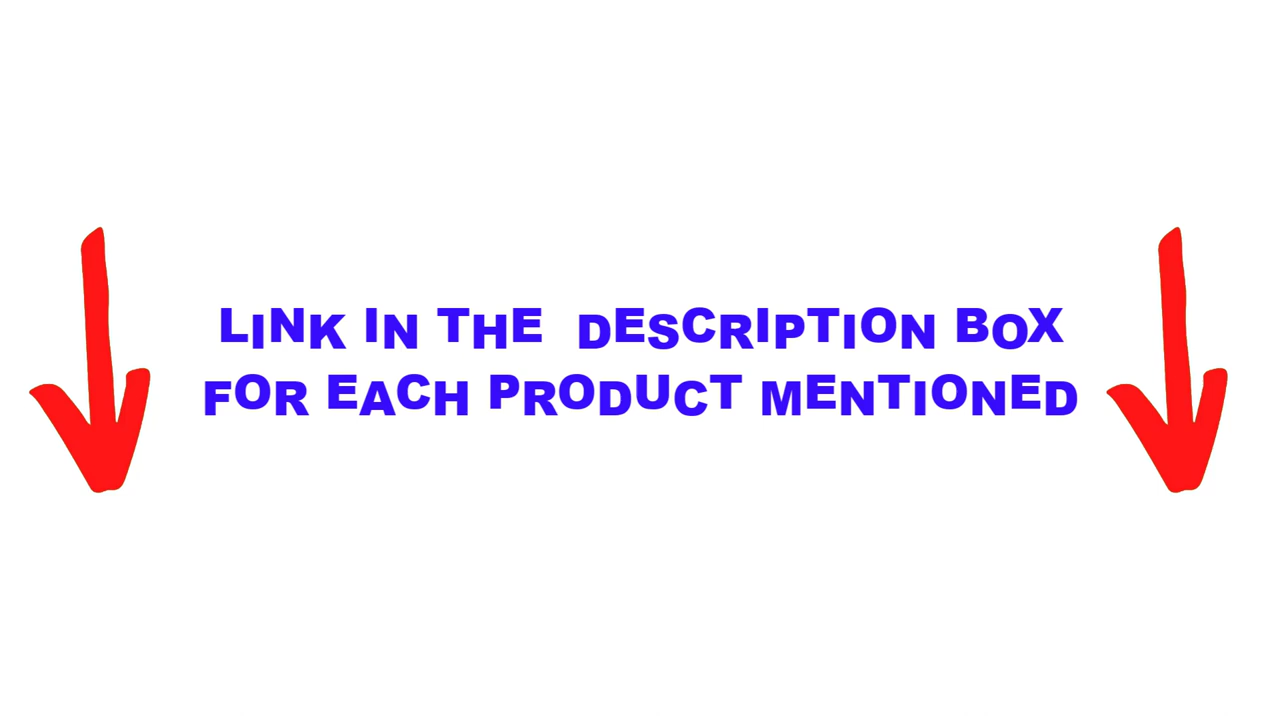 LINK IN THE DESCRIPTION BOX
FOR EACH PRODUCT MENTIONED